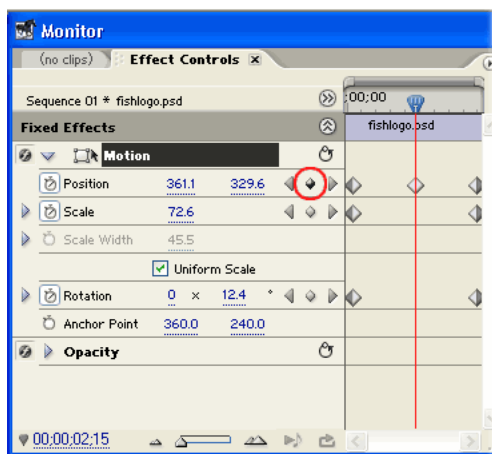 Monitor
(no clips) Effect Controls x
Sequence 01 * fishlogo.psd ;00;00
Fixed Effects fishlogo.psd
Motion
Position 361.1 329.6
Scale 72.6
Scale Width 45.5
Uniform Scale
Rotation 0 x 12.4 °
Anchor Point 360.0 240.0
Opacity
00;00;02;15